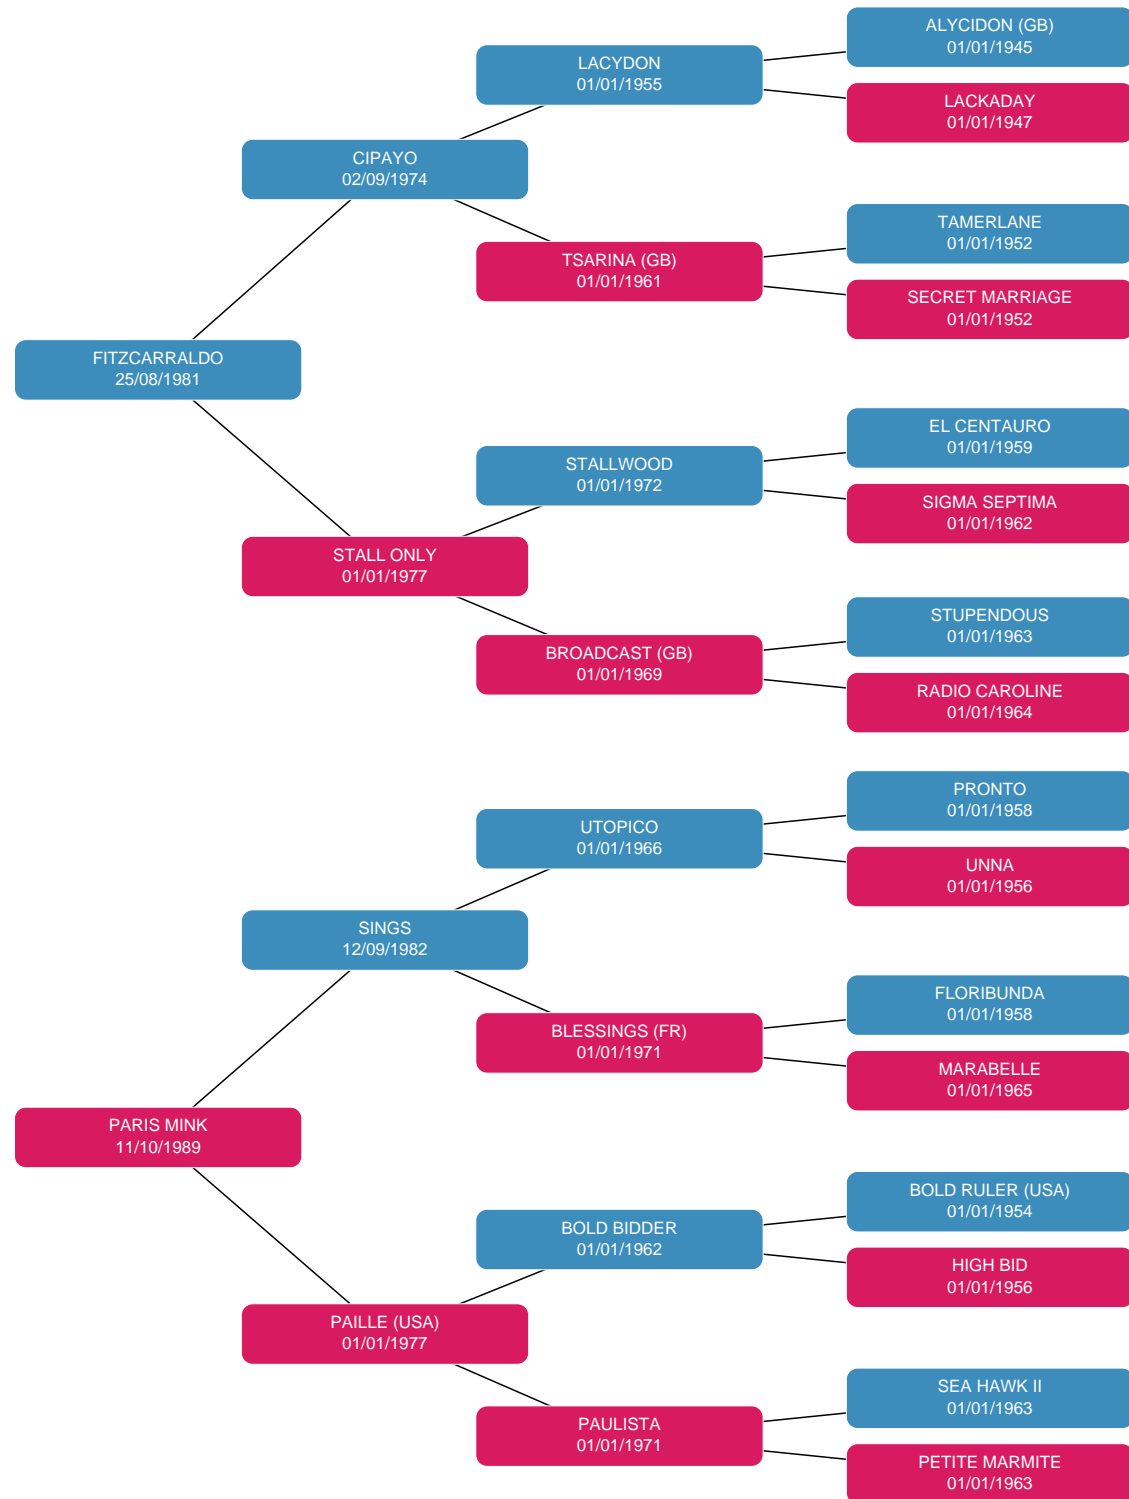 ALYCIDON (GB)
01/01/1945
LACYDON
01/01/1955
LACKADAY
01/01/1947
CIPAYO
02/09/1974
TAMERLANE
01/01/1952
TSARINA (GB)
01/01/1961
SECRET MARRIAGE
01/01/1952
FITZCARRALDO
25/08/1981
EL CENTAURO
01/01/1959
STALLWOOD
01/01/1972
SIGMA SEPTIMA
01/01/1962
STALL ONLY
01/01/1977
STUPENDOUS
01/01/1963
BROADCAST (GB)
01/01/1969
RADIO CAROLINE
01/01/1964
PRONTO
01/01/1958
UTOPICO
01/01/1966
UNNA
01/01/1956
SINGS
12/09/1982
FLORIBUNDA
01/01/1958
BLESSINGS (FR)
01/01/1971
MARABELLE
01/01/1965
PARIS MINK
11/10/1989
BOLD RULER (USA)
01/01/1954
BOLD BIDDER
01/01/1962
HIGH BID
01/01/1956
PAILLE (USA)
01/01/1977
SEA HAWK II
01/01/1963
PAULISTA
01/01/1971
PETITE MARMITE
01/01/1963